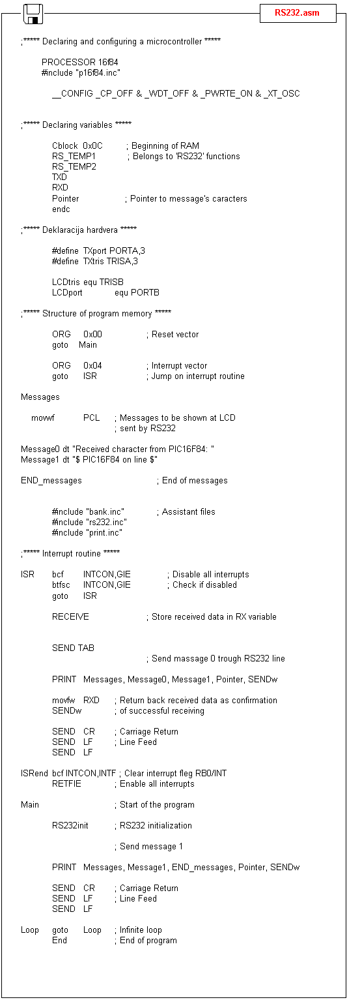 RS232.asm
;***** Declaring and configuring a microcontroller *****
PROCESSOR 16f84
#include "p16f84.inc"
__CONFIG _CP_OFF & _WDT_OFF & _PWRTE_ON & _XT_OSC
;***** Declaring variables *****
Cblock 0x0C ; Beginning of RAM
RS_TEMP1 ; Belongs to 'RS232' functions
RS_TEMP2
TXD
RXD
Pointer ; Pointer to message's caracters
endc
;***** Deklaracija hardvera *****
#define TXport PORTA,3
#define TXtris TRISA,3
LCDtris equ TRISB
LCDport equ PORTB
;***** Structure of program memory *****
ORG 0x00 ; Reset vector
goto Main
ORG 0x04 ; Interrupt vector
goto ISR ; Jump on interrupt routine
Messages
movwf PCL ; Messages to be shown at LCD
; sent by RS232
Message0 dt "Received character from PIC16F84: "
Message1 dt "$ PIC16F84 on line $"
END_messages ; End of messages
#include "bank.inc" ; Assistant files
#include "rs232.inc"
#include "print.inc"
;***** Interrupt routine *****
ISR bcf INTCON,GIE ; Disable all interrupts
btfsc INTCON,GIE ; Check if disabled
goto ISR
RECEIVE ; Store received data in RX variable
SEND TAB
; Send massage 0 trough RS232 line
PRINT Messages, Message0, Message1, Pointer, SENDw
movfw RXD ; Return back received data as confirmation
SENDw ; of successful receiving
SEND CR ; Carriage Return
SEND LF ; Line Feed
SEND LF
ISRend bcf INTCON,INTF ; Clear interrupt fleg RB0/INT
RETFIE ; Enable all interrupts
Main ; Start of the program
RS232init ; RS232 initialization
; Send message 1
PRINT Messages, Message1, END_messages, Pointer, SENDw
SEND CR ; Carriage Return
SEND LF ; Line Feed
SEND LF
Loop goto Loop ; Infinite loop
End ; End of program